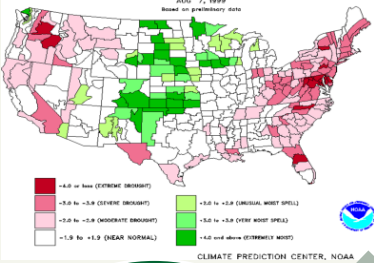 AUG 7, 1999
Based on preliminary data
-4.0 or less (EXTREME DROUGHT)
-3.0 to -3.9 (SEVERE DROUGHT)
-2.0 to -2.9 (MODERATE DROUGHT)
-1.9 to +1.9 (NEAR NORMAL)
+2.0 to +2.9 (UNUSUAL MOIST SPELL)
+3.0 to +3.9 (VERY MOIST SPELL)
+4.0 and above (EXTREMELY MOIST)
NOAA
CLIMATE PREDICTION CENTER, NOAA